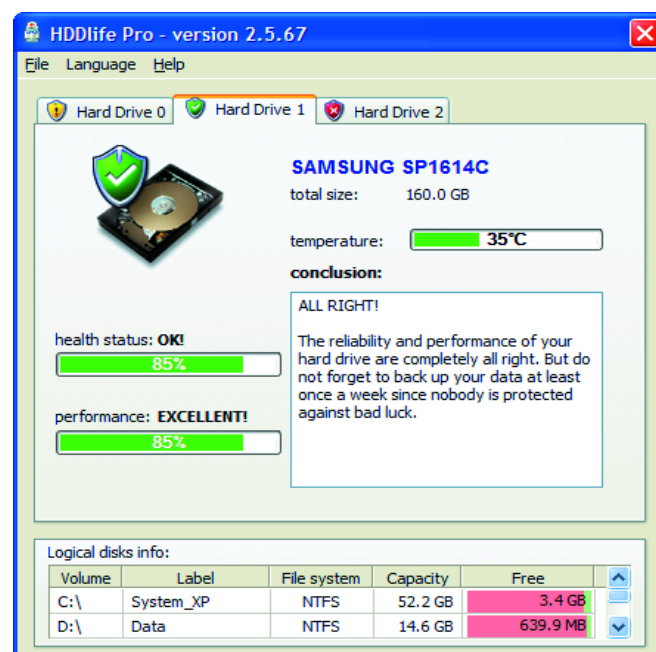 HDDlife Pro - version 2.5.67
File Language Help
Hard Drive 0 Hard Drive 1 Hard Drive 2
SAMSUNG SP1614C
total size: 160.0 GB
temperature: 35°C
conclusion:
ALL RIGHT!
The reliability and performance of your
hard drive are completely all right. But do
not forget to back up your data at least
once a week since nobody is protected
against bad luck.
health status: OK!
85%
performance: EXCELLENT!
85%
Logical disks info:
Volume Label File system Capacity Free
C:\ System_XP NTFS 52.2 GB 3.4 GB
D:\ Data NTFS 14.6 GB 639.9 MB